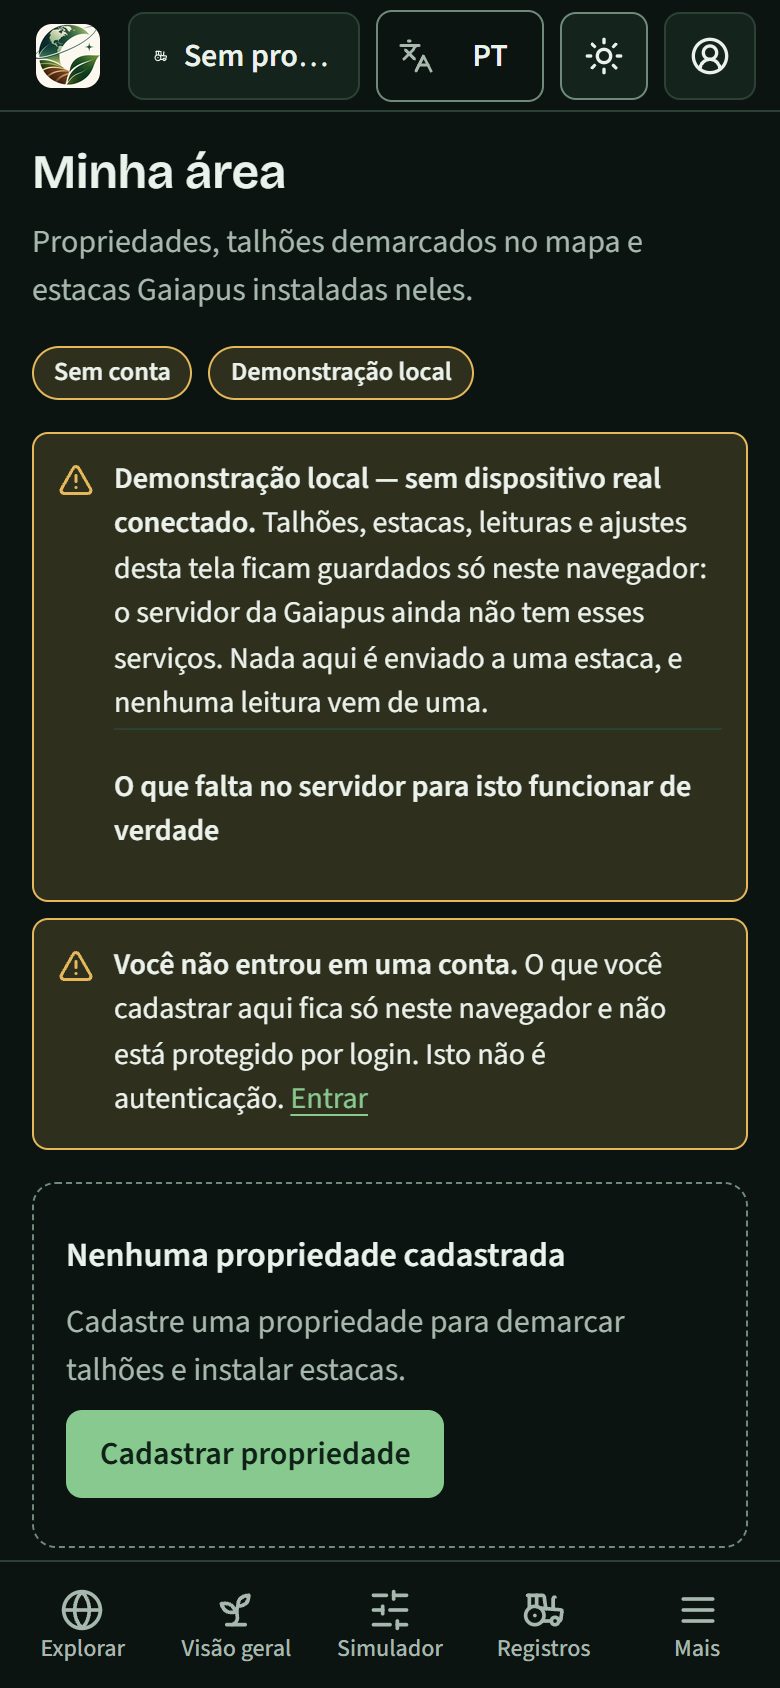 Sem pro...
PT
Minha área
Propriedades, talhões demarcados no mapa e
estacas Gaiapus instaladas neles.
Sem conta
Demonstração local
Demonstração local — sem dispositivo real
conectado. Talhões, estacas, leituras e ajustes
desta tela ficam guardados só neste navegador:
o servidor da Gaiapus ainda não tem esses
serviços. Nada aqui é enviado a uma estaca, e
nenhuma leitura vem de uma.
O que falta no servidor para isto funcionar de
verdade
Você não entrou em uma conta. O que você
cadastrar aqui fica só neste navegador e não
está protegido por login. Isto não é
autenticação. Entrar
Nenhuma propriedade cadastrada
Cadastre uma propriedade para demarcar
talhões e instalar estacas.
Cadastrar propriedade
Explorar
Visão geral
Simulador
Registros
Mais